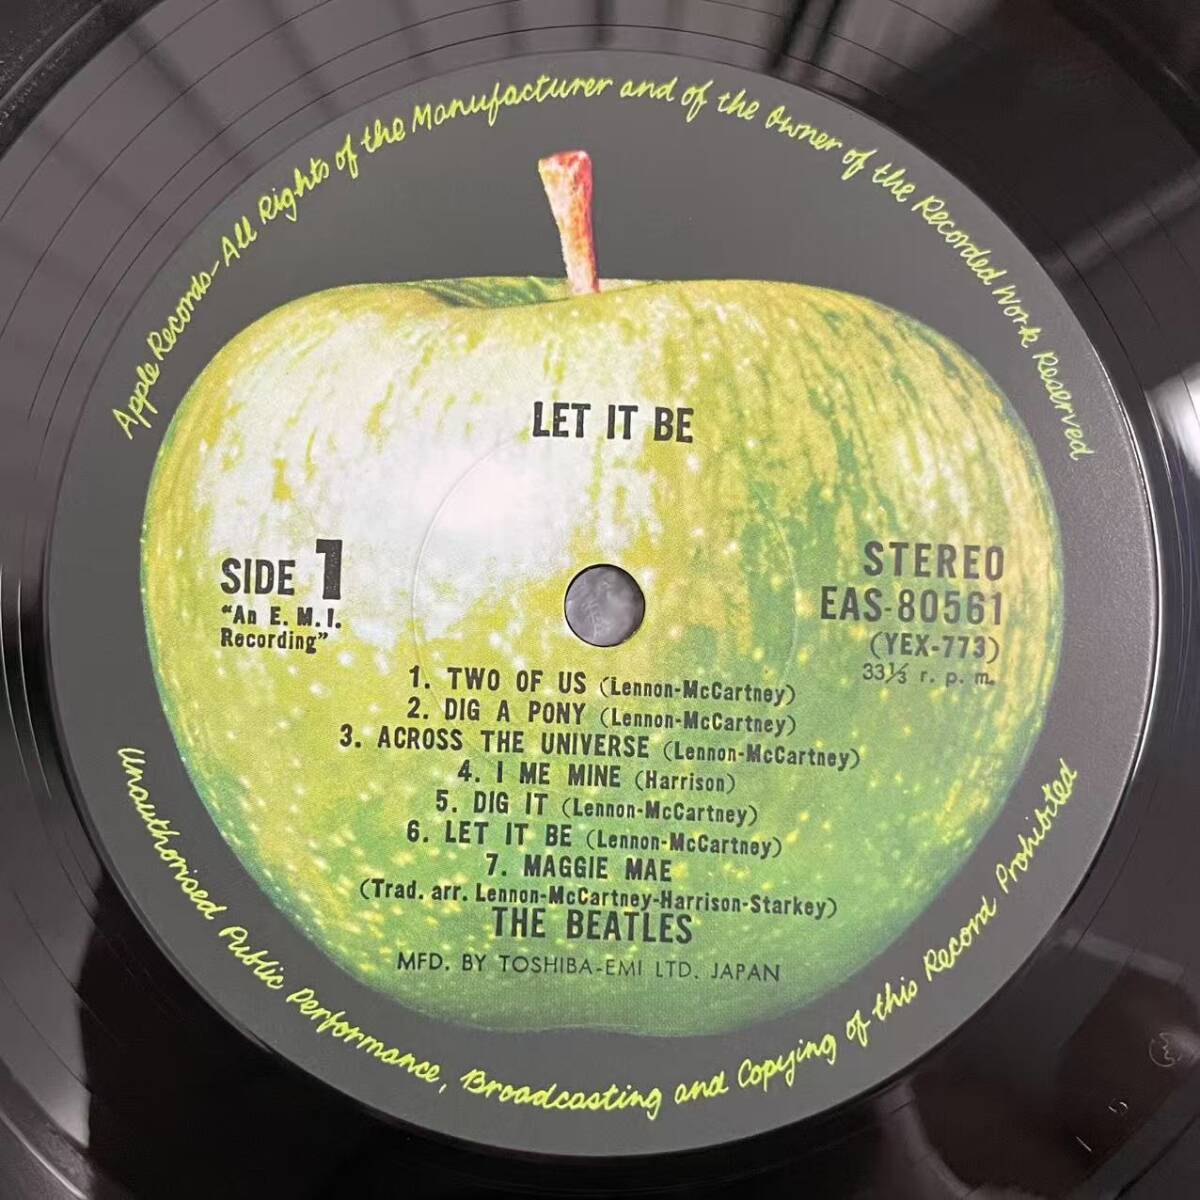 Apple Records-All Rights of the Manufacturer and of the Owner of the Recorded Work Reserved
LET IT BE
SIDE 1
"An E.M.I.
Recording"
STEREO
EAS-80561
(YEX-773)
33⅓ r.p.m.
1. TWO OF US (Lennon-McCartney)
2. DIG A PONY (Lennon-McCartney)
3. ACROSS THE UNIVERSE (Lennon-McCartney)
4. I ME MINE (Harrison)
5. DIG IT (Lennon-McCartney)
6. LET IT BE (Lennon-McCartney)
7. MAGGIE MAE
(Trad. arr. Lennon-McCartney-Harrison-Starkey)
THE BEATLES
MFD. BY TOSHIBA-EMI LTD. JAPAN
Unauthorised Public Performance, Broadcasting and Copying of this Record Prohibited